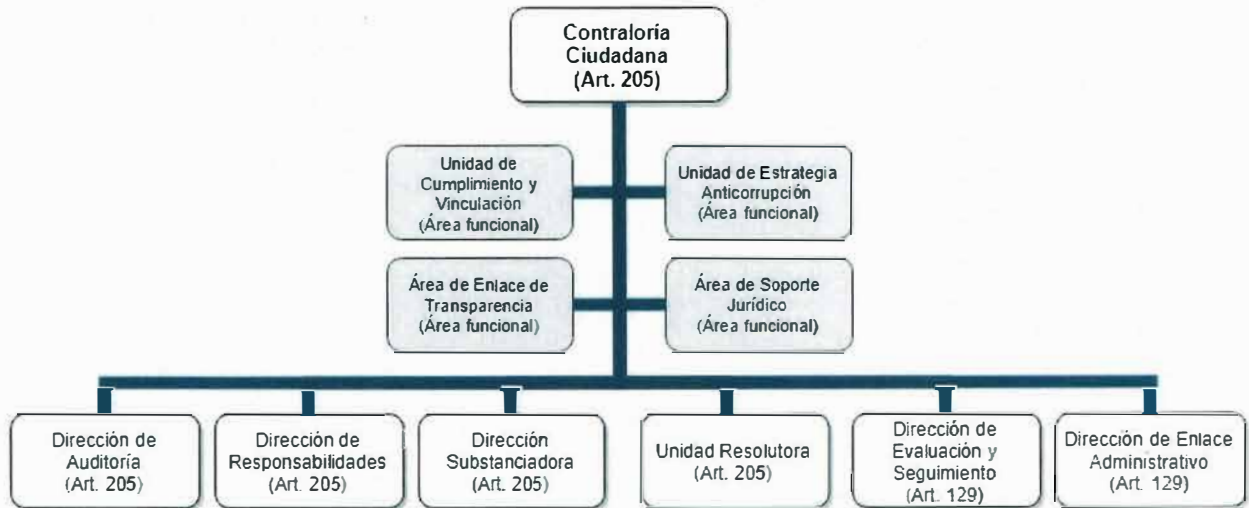 Contraloría
Ciudadana
(Art. 205)
Unidad de
Cumplimiento y
Vinculación
(Área funcional)
Unidad de Estrategia
Anticorrupción
(Área funcional)
Área de Enlace de
Transparencia
(Área funcional)
Área de Soporte
Jurídico
(Área funcional)
Dirección de
Auditoría
(Art. 205)
Dirección de
Responsabilidades
(Art. 205)
Dirección
Substanciadora
(Art. 205)
Unidad Resolutora
(Art. 205)
Dirección de
Evaluación y
Seguimiento
(Art. 129)
Dirección de Enlace
Administrativo
(Art. 129)